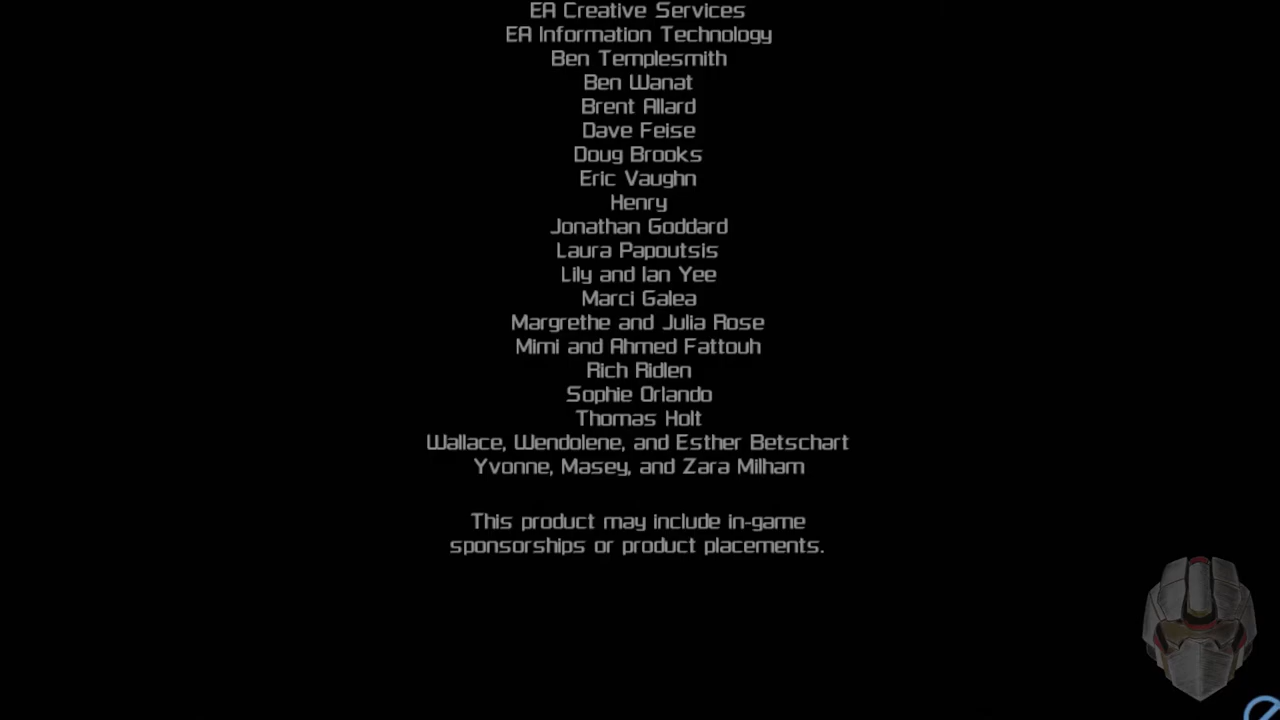 EA Creative Services
EA Information Technology
Ben Templesmith
Ben Wanat
Brent Allard
Dave Feise
Doug Brooks
Eric Vaughn
Henry
Jonathan Goddard
Laura Papoutsis
Lily and Ian Yee
Marci Galea
Margrethe and Julia Rose
Mimi and Ahmed Fattouh
Rich Ridlen
Sophie Orlando
Thomas Holt
Wallace, Wendolene, and Esther Betschart
Yvonne, Masey, and Zara Milham
This product may include in-game
sponsorships or product placements.